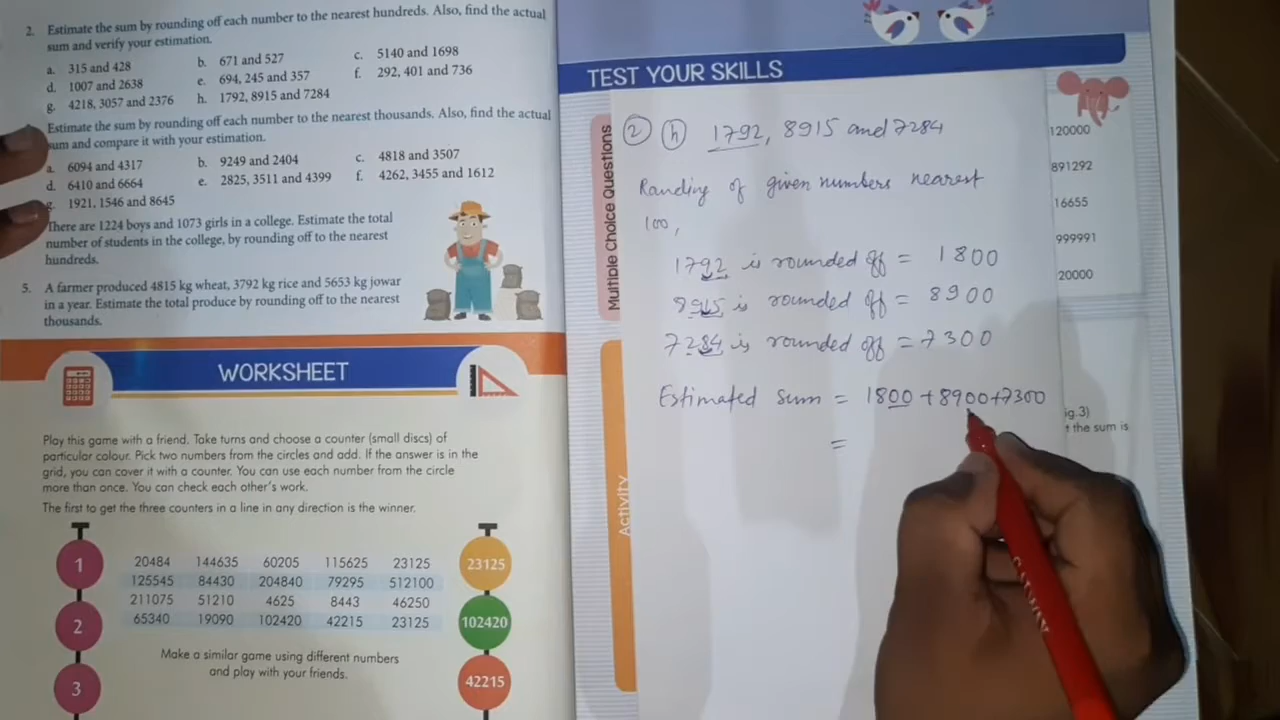 2. Estimate the sum by rounding off each number to the nearest hundreds. Also, find the actual
sum and verify your estimation.
a. 315 and 428 b. 671 and 527 c. 5140 and 1698
d. 1007 and 2638 e. 694, 245 and 357 f. 292, 401 and 736
g. 4218, 3057 and 2376 h. 1792, 8915 and 7284
Estimate the sum by rounding off each number to the nearest thousands. Also, find the actual
sum and compare it with your estimation.
a. 6094 and 4317 b. 9249 and 2404 c. 4818 and 3507
d. 6410 and 6664 e. 2825, 3511 and 4399 f. 4262, 3455 and 1612
g. 1921, 1546 and 8645
There are 1224 boys and 1073 girls in a college. Estimate the total
number of students in the college, by rounding off to the nearest
hundreds.
5. A farmer produced 4815 kg wheat, 3792 kg rice and 5653 kg jowar
in a year. Estimate the total produce by rounding off to the nearest
thousands.
WORKSHEET
Play this game with a friend. Take turns and choose a counter (small discs) of
particular colour. Pick two numbers from the circles and add. If the answer is in the
grid, you can cover it with a counter. You can use each number from the circle
more than once. You can check each other's work.
The first to get the three counters in a line in any direction is the winner.
1
2
3
20484 144635 60205 115625 23125
125545 84430 204840 79295 512100
211075 51210 4625 8443 46250
65340 19090 102420 42215 23125
23125
102420
42215
Make a similar game using different numbers
and play with your friends.
TEST YOUR SKILLS
Multiple Choice Questions
2 h 1792, 8915 and 7284
Randing of given numbers nearest
100,
1792 is rounded off = 1800
8915 is rounded off = 8900
7284 is rounded off = 7300
Estimated sum = 1800 + 8900 + 7300
=
120000
891292
16655
999991
20000
ig.3)
t the sum is
Activity